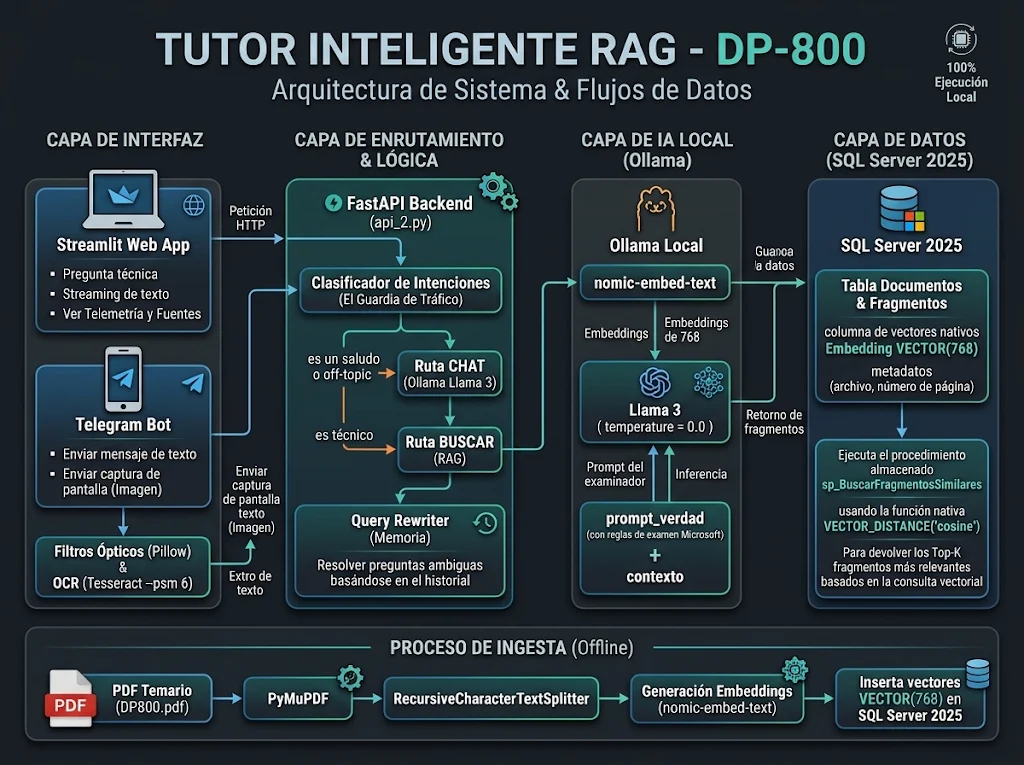 TUTOR INTELIGENTE RAG - DP-800
Arquitectura de Sistema & Flujos de Datos
100%
Ejecución
Local
CAPA DE INTERFAZ
Streamlit Web App
▪ Pregunta técnica
▪ Streaming de texto
▪ Ver Telemetría y Fuentes
Telegram Bot
▪ Enviar mensaje de texto
▪ Enviar captura de
pantalla (Imagen)
Filtros Ópticos (Pillow)
&
OCR (Tesseract –psm 6)
Petición
HTTP
Enviar
captura
de pantalla
texto
(Imagen)
Extro de
texto
CAPA DE ENRUTAMIENTO
& LÓGICA
FastAPI Backend
(api_2.py)
Clasificador de Intenciones
(El Guardia de Tráfico)
es un saludo
o off-topic
Ruta CHAT
(Ollama Llama 3)
es técnico
Ruta BUSCAR
(RAG)
Query Rewriter
(Memoria)
Resolver preguntas ambiguas
basándose en el historial
CAPA DE IA LOCAL
(Ollama)
Ollama Local
nomic-embed-text
Embeddings
Embeddings
de 768
Llama 3
( temperature = 0.0 )
Prompt del
examinador
Inferencia
prompt_verdad
(con reglas de examen Microsoft)
+
contexto
Guanoa
la datos
Retorno de
fragmentos
CAPA DE DATOS
(SQL Server 2025)
SQL Server 2025
Tabla Documentos
& Fragmentos
columna de vectores nativos
Embedding VECTOR(768)
metadatos
(archivo, número de página)
Ejecuta el procedimiento
almacenado
sp_BuscarFragmentosSimilares
usando la función nativa
VECTOR_DISTANCE('cosine')
Para devolver los Top-K
fragmentos más relevantes
basados en la consulta vectorial
PROCESO DE INGESTA (Offline)
PDF
PDF Temario
(DP800.pdf)
PyMuPDF
RecursiveCharacterTextSplitter
Generación Embeddings
(nomic-embed-text)
Inserta vectores
VECTOR(768) en
SQL Server 2025